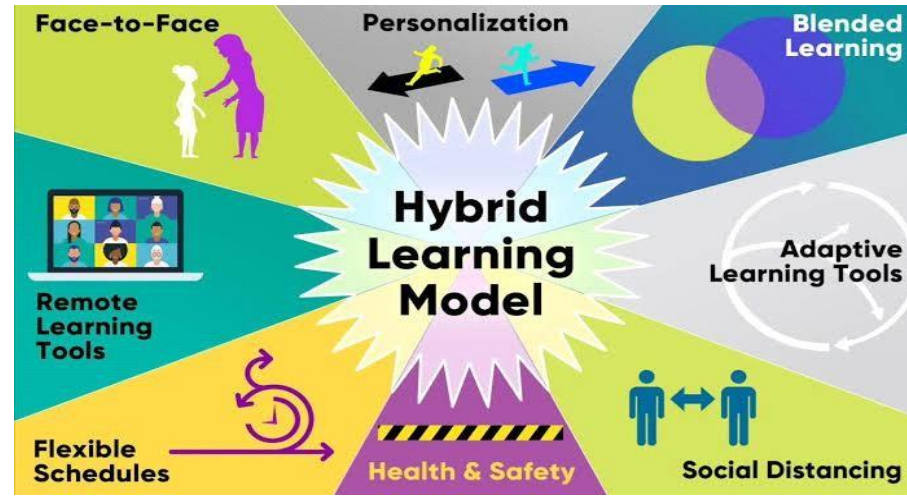 Face-to-Face
Personalization
Blended
Learning
Hybrid
Learning
Model
Adaptive
Learning Tools
Remote
Learning
Tools
Flexible
Schedules
Health & Safety
Social Distancing